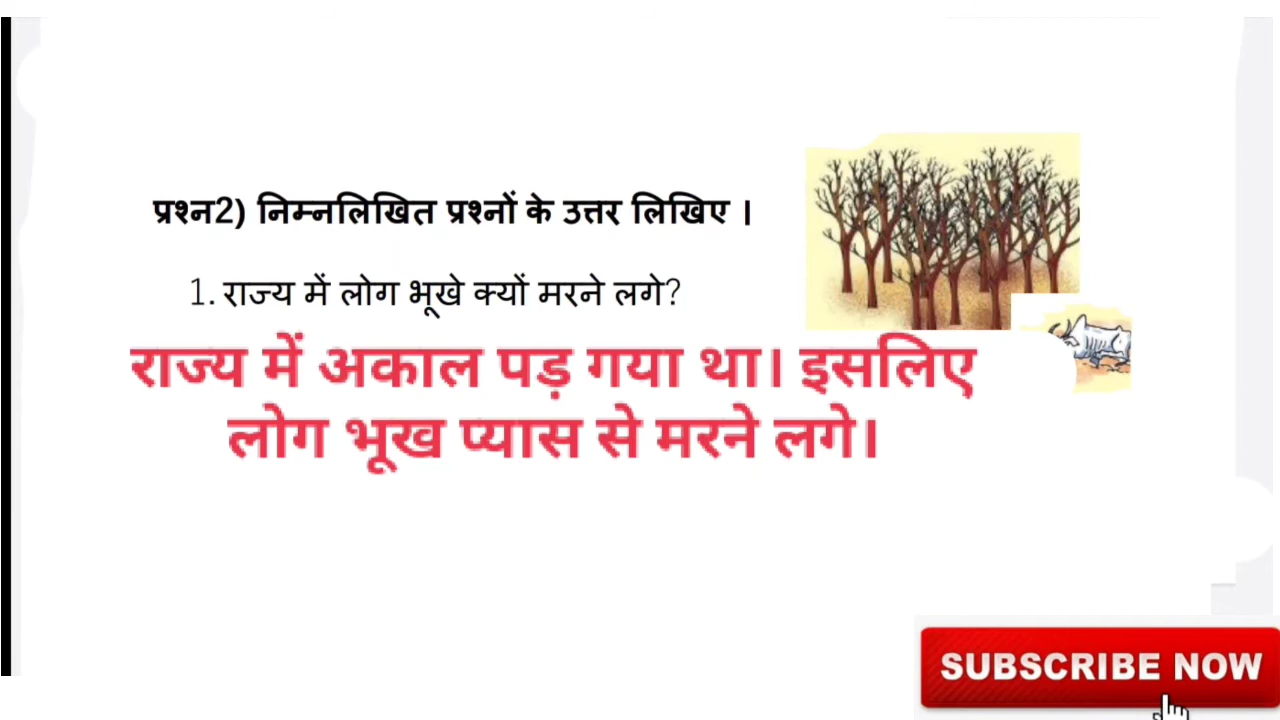 प्रश्न2) निम्नलिखित प्रश्नों के उत्तर लिखिए ।
1. राज्य में लोग भूखे क्यों मरने लगे?
राज्य में अकाल पड़ गया था। इसलिए
लोग भूख प्यास से मरने लगे।
SUBSCRIBE NOW